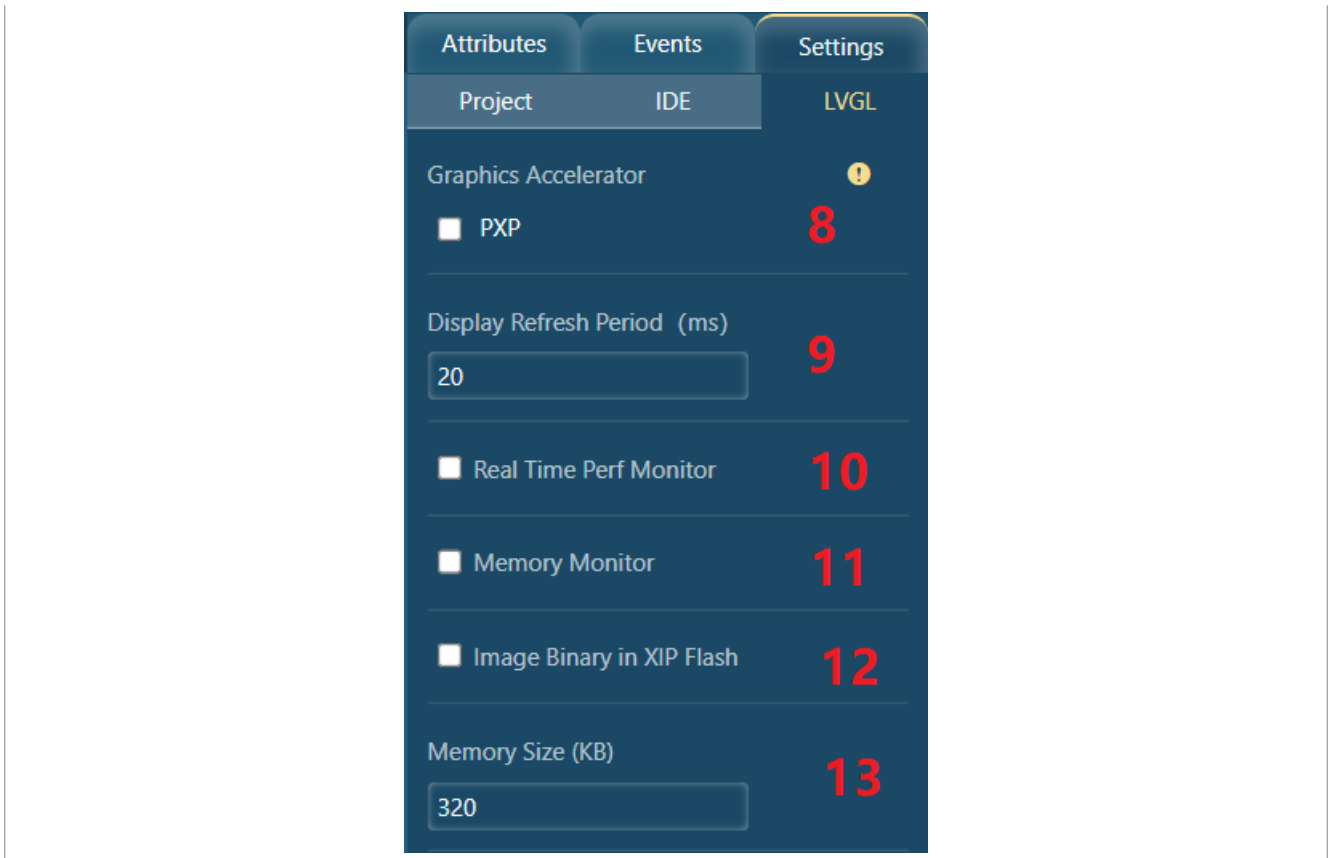 Attributes Events Settings
Project IDE LVGL
Graphics Accelerator !
PXP 8
Display Refresh Period (ms)
9
20
Real Time Perf Monitor 10
Memory Monitor 11
Image Binary in XIP Flash 12
Memory Size (KB)
13
320